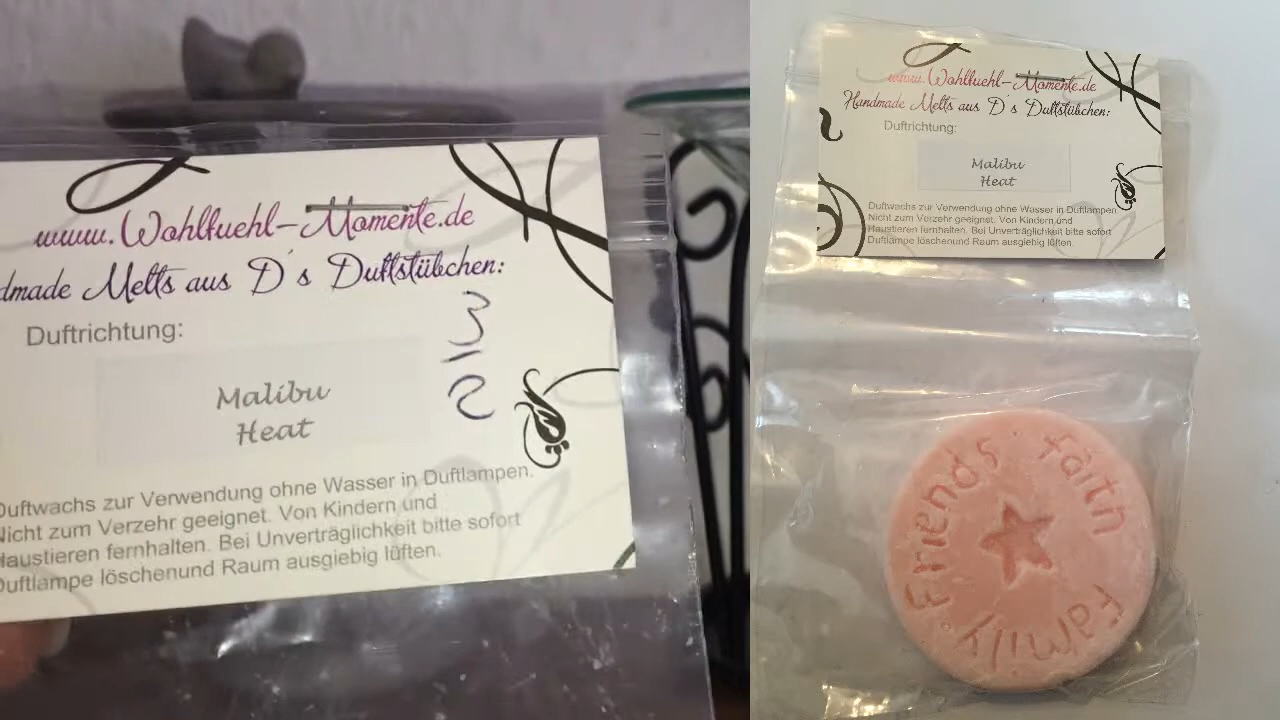 www.Wohlfuehl-Momente.de
dmade Melts aus D´s Duftstübchen:
Duftrichtung:
Malibu
Heat
Duftwachs zur Verwendung ohne Wasser in Duftlampen.
Nicht zum Verzehr geeignet. Von Kindern und
Haustieren fernhalten. Bei Unverträglichkeit bitte sofort
Duftlampe löschenund Raum ausgiebig lüften.
www.Wohlfuehl-Momente.de
Handmade Melts aus D´s Duftstübchen:
Duftrichtung:
Malibu
Heat
Duftwachs zur Verwendung ohne Wasser in Duftlampen.
Nicht zum Verzehr geeignet. Von Kindern und
Haustieren fernhalten. Bei Unverträglichkeit bitte sofort
Duftlampe löschenund Raum ausgiebig lüften.
Friends · Faith
Family ·